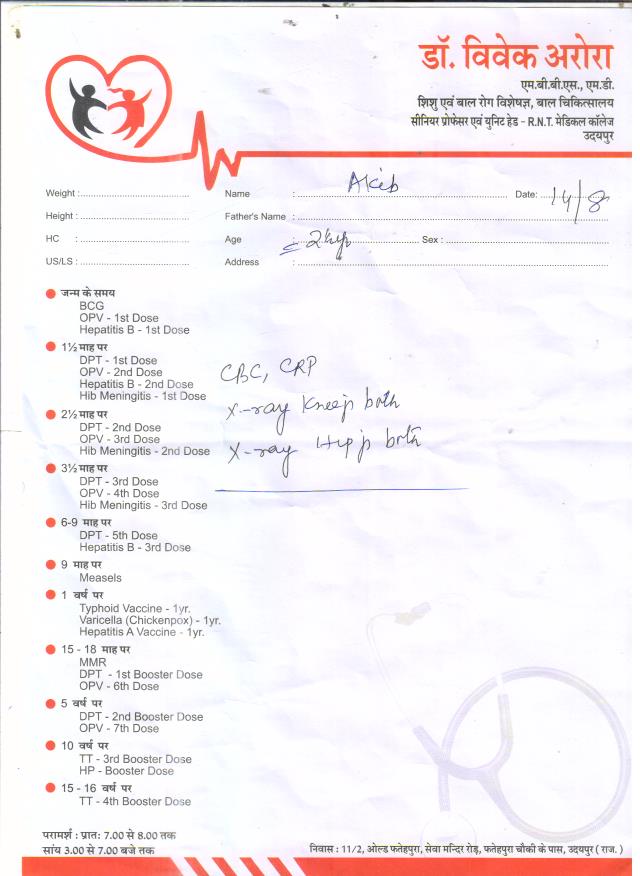 डॉ. विवेक अरोरा
एम.बी.बी.एस., एम.डी.
शिशु एवं बाल रोग विशेषज्ञ, बाल चिकित्सालय
सीनियर प्रोफेसर एवं यूनिट हेड - R.N.T. मेडिकल कॉलेज
उदयपुर
Weight : Name : Akib Date: 14/8
Height : Father's Name :
HC : Age : Sex :
US/LS : Address :
जन्म के समय
BCG
OPV - 1st Dose
Hepatitis B - 1st Dose
1½ माह पर
DPT - 1st Dose
OPV - 2nd Dose
Hepatitis B - 2nd Dose
Hib Meningitis - 1st Dose
CBC, CRP
2½ माह पर
DPT - 2nd Dose
OPV - 3rd Dose
Hib Meningitis - 2nd Dose
X-ray Knee both
X-ray Hip both
3½ माह पर
DPT - 3rd Dose
OPV - 4th Dose
Hib Meningitis - 3rd Dose
6-9 माह पर
DPT - 5th Dose
Hepatitis B - 3rd Dose
9 माह पर
Measels
1 वर्ष पर
Typhoid Vaccine - 1yr.
Varicella (Chickenpox) - 1yr.
Hepatitis A Vaccine - 1yr.
15 - 18 माह पर
MMR
DPT - 1st Booster Dose
OPV - 6th Dose
5 वर्ष पर
DPT - 2nd Booster Dose
OPV - 7th Dose
10 वर्ष पर
TT - 3rd Booster Dose
HP - Booster Dose
15 - 16 वर्ष पर
TT - 4th Booster Dose
परामर्श : प्रात: 7.00 से 8.00 तक
सांय 3.00 से 7.00 बजे तक
निवास : 11/2, ओल्ड फतेहपुरा, सेवा मन्दिर रोड़, फतेहपुरा चौकी के पास, उदयपुर ( राज. )